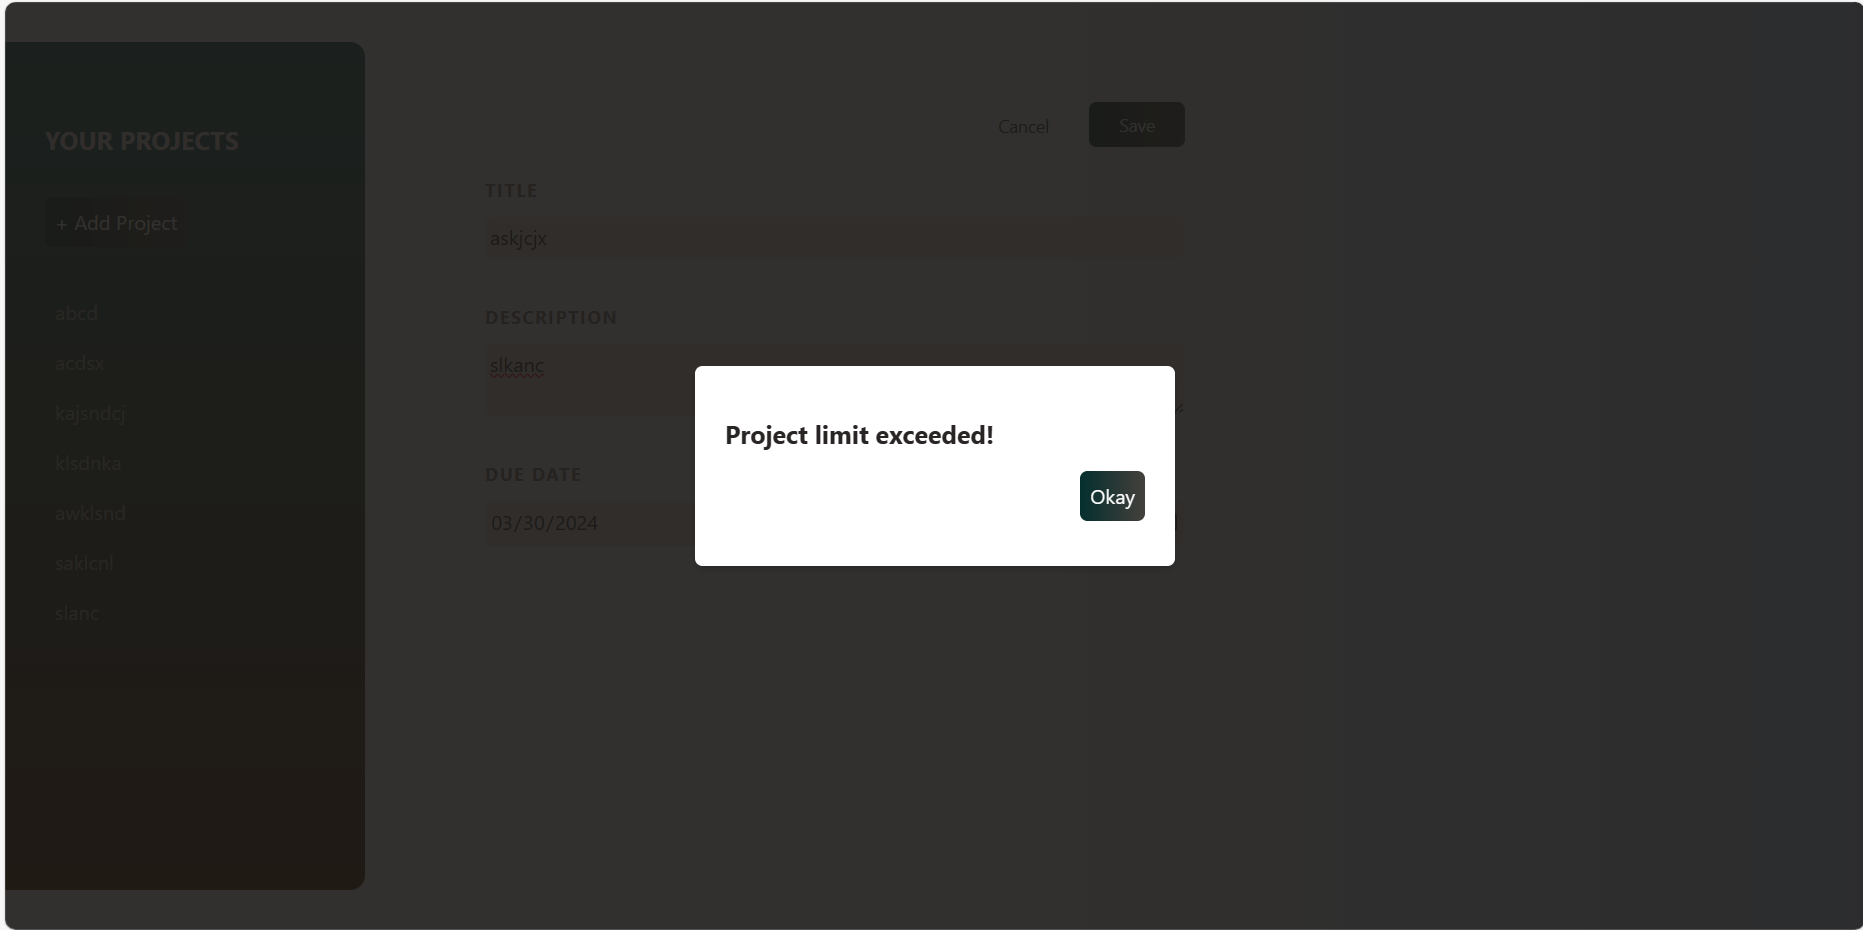 YOUR PROJECTS
+ Add Project
abcd
acdsx
kajsndcj
klsdnka
awklsnd
saklcnl
slanc
Cancel
Save
TITLE
askjcjx
DESCRIPTION
slkanc
DUE DATE
03/30/2024
Project limit exceeded!
Okay